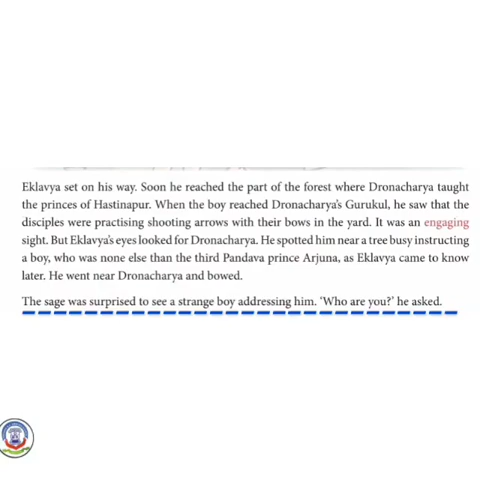 Eklavya set on his way. Soon he reached the part of the forest where Dronacharya taught
the princes of Hastinapur. When the boy reached Dronacharya's Gurukul, he saw that the
disciples were practising shooting arrows with their bows in the yard. It was an engaging
sight. But Eklavya's eyes looked for Dronacharya. He spotted him near a tree busy instructing
a boy, who was none else than the third Pandava prince Arjuna, as Eklavya came to know
later. He went near Dronacharya and bowed.
The sage was surprised to see a strange boy addressing him. 'Who are you?' he asked.